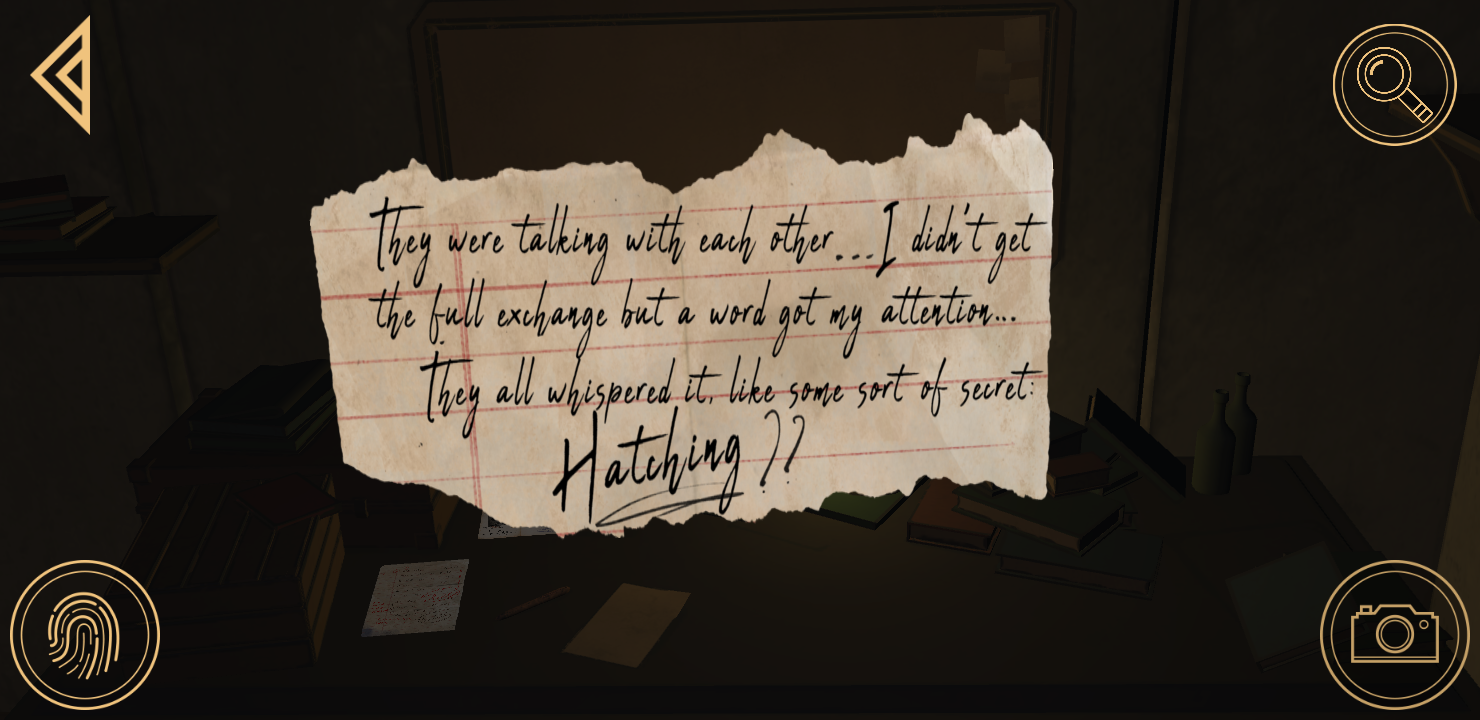 They were talking with each other...I didn't get
the full exchange but a word got my attention...
They all whispered it, like some sort of secret:
Hatching ??